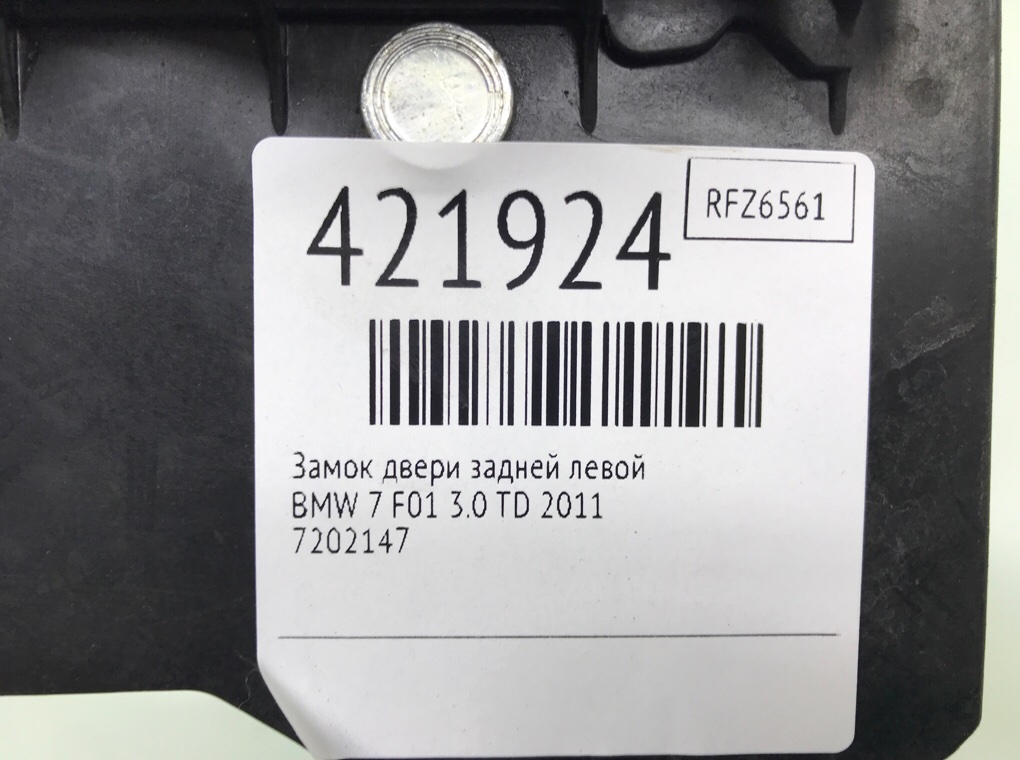 421924
RFZ6561
Замок двери задней левой
BMW 7 F01 3.0 TD 2011
7202147